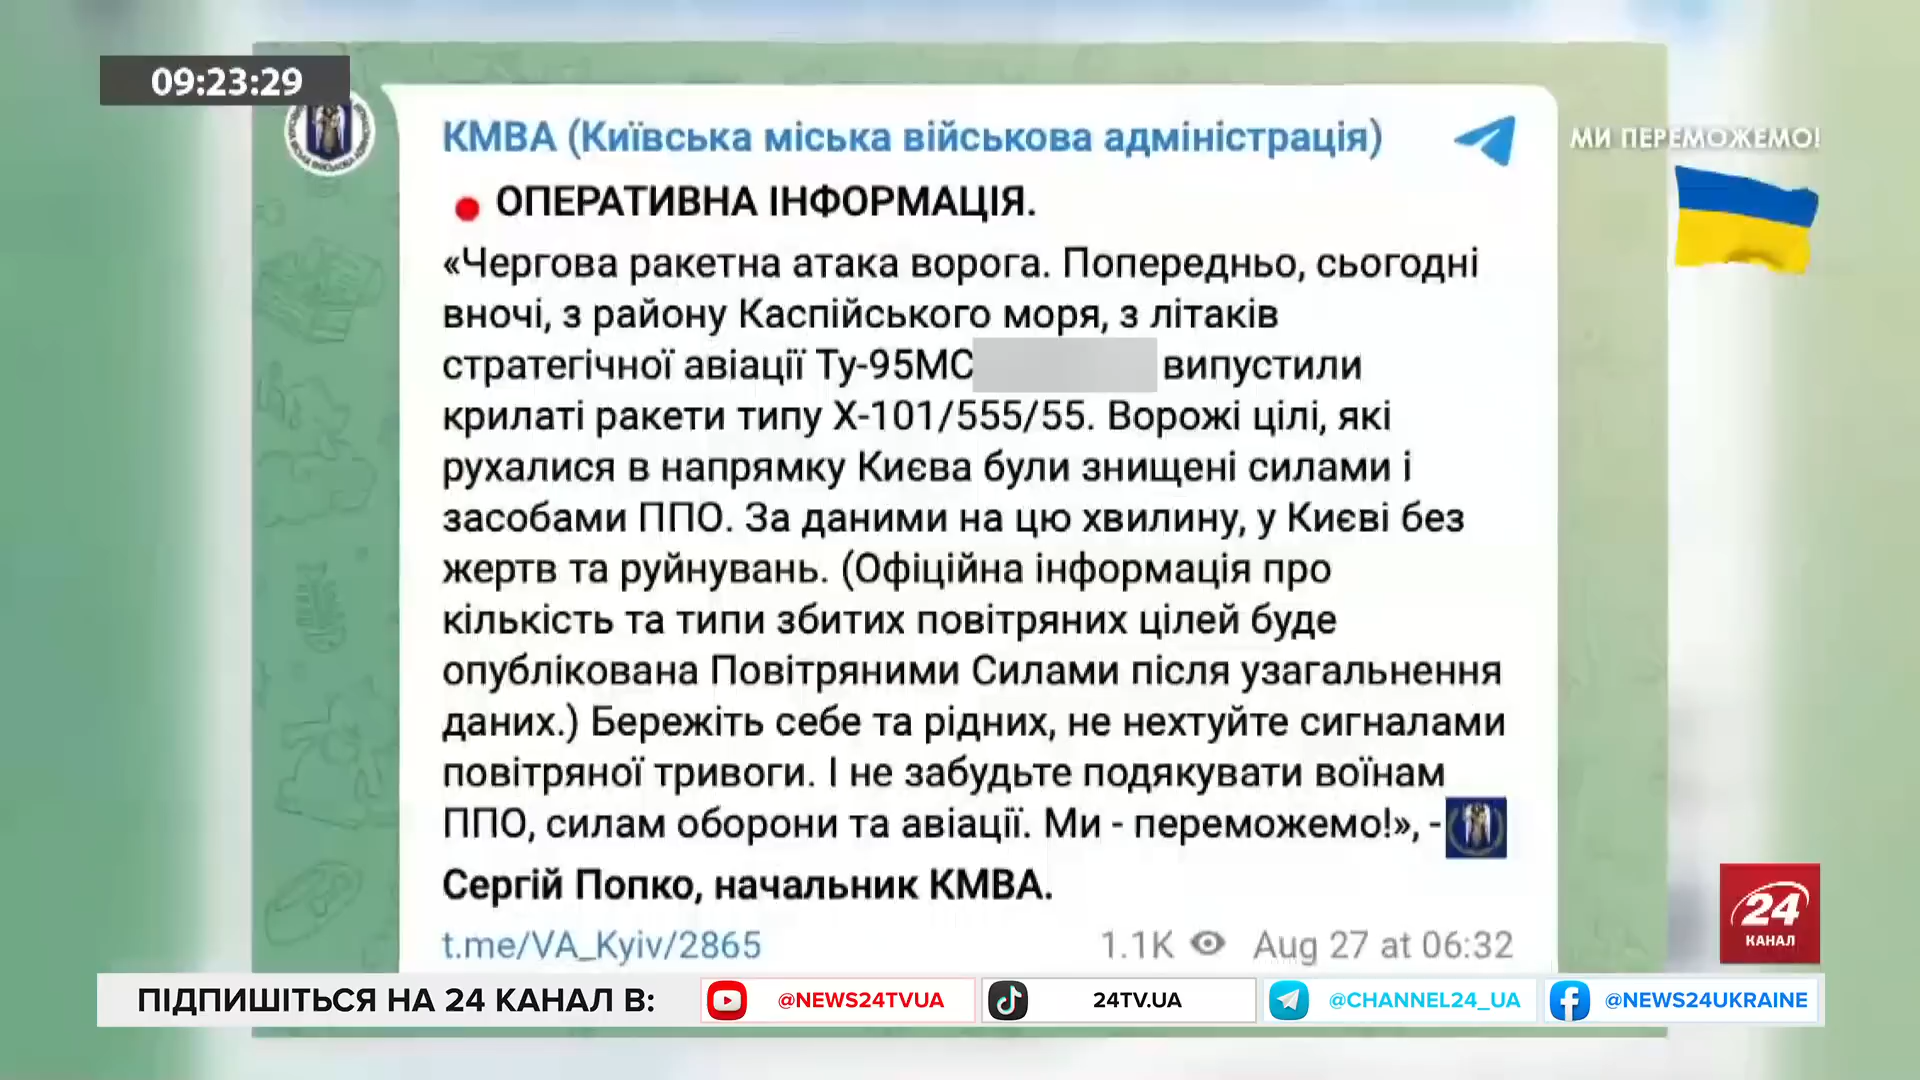 09:23:29
КМВА (Київська міська військова адміністрація)
МИ ПЕРЕМОЖЕМО!
ОПЕРАТИВНА ІНФОРМАЦІЯ.
«Чергова ракетна атака ворога. Попередньо, сьогодні
вночі, з району Каспійського моря, з літаків
стратегічної авіації Ту-95МС випустили
крилаті ракети типу Х-101/555/55. Ворожі цілі, які
рухалися в напрямку Києва були знищені силами і
засобами ППО. За даними на цю хвилину, у Києві без
жертв та руйнувань. (Офіційна інформація про
кількість та типи збитих повітряних цілей буде
опублікована Повітряними Силами після узагальнення
даних.) Бережіть себе та рідних, не нехтуйте сигналами
повітряної тривоги. І не забудьте подякувати воїнам
ППО, силам оборони та авіації. Ми - переможемо!», -
Сергій Попко, начальник КМВА.
t.me/VA_Kyiv/2865 1.1K Aug 27 at 06:32
24
КАНАЛ
ПІДПИШІТЬСЯ НА 24 КАНАЛ В: @NEWS24TVUA 24TV.UA @CHANNEL24_UA @NEWS24UKRAINE